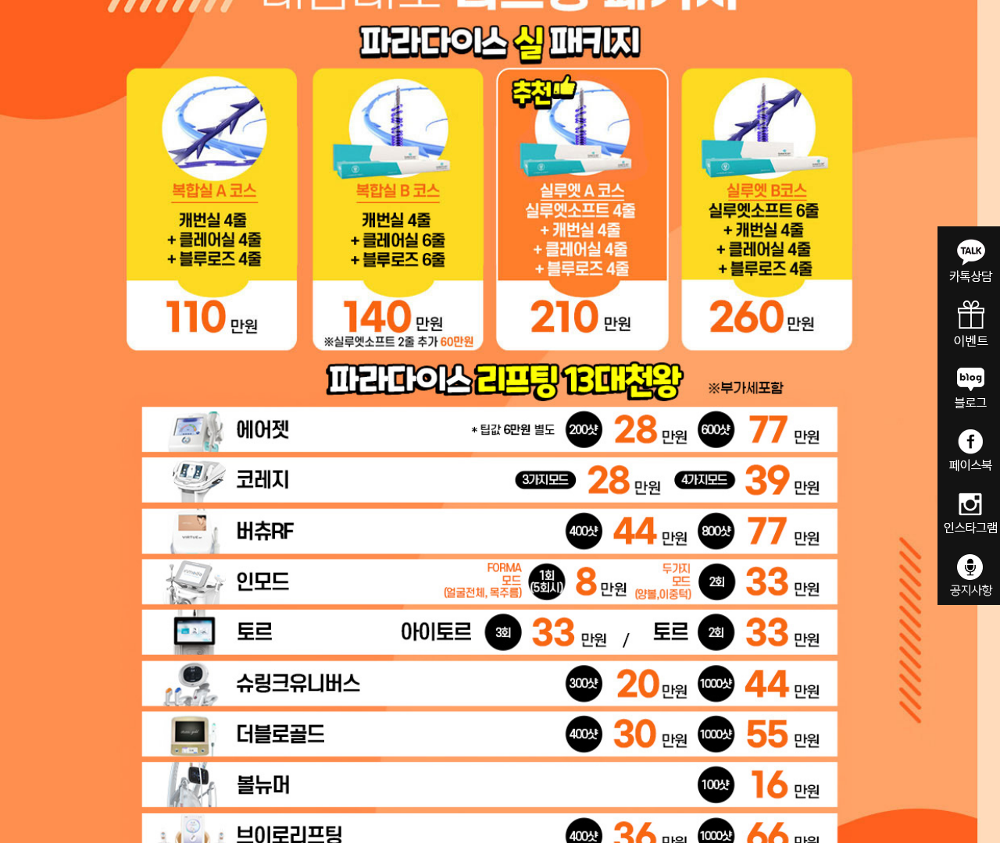 파라다이스 실 패키지
추천
복합실 A 코스
캐번실 4줄
+ 클레어실 4줄
+ 블루로즈 4줄
110 만원
복합실 B 코스
캐번실 4줄
+ 클레어실 6줄
+ 블루로즈 6줄
140 만원
※실루엣소프트 2줄 추가 60만원
실루엣 A 코스
실루엣소프트 4줄
+ 캐번실 4줄
+ 클레어실 4줄
+ 블루로즈 4줄
210 만원
실루엣 B코스
실루엣소프트 6줄
+ 캐번실 4줄
+ 클레어실 4줄
+ 블루로즈 4줄
260 만원
파라다이스 리프팅 13대천왕 ※부가세포함
에어젯 * 팁값 6만원 별도 200샷 28 만원 600샷 77 만원
코레지 3가지모드 28 만원 4가지모드 39 만원
버츄RF 400샷 44 만원 800샷 77 만원
인모드 FORMA 모드 (얼굴전체, 목주름) 1회 (5회시) 8 만원 두가지 모드 (양볼,이중턱) 2회 33 만원
토르 아이토르 3회 33 만원 / 토르 2회 33 만원
슈링크유니버스 300샷 20 만원 1000샷 44 만원
더블로골드 400샷 30 만원 1000샷 55 만원
볼뉴머 100샷 16 만원
브이로리프팅 400샷 36 만원 1000샷 66 만원
TALK
카톡상담
이벤트
blog
블로그
페이스북
인스타그램
공지사항